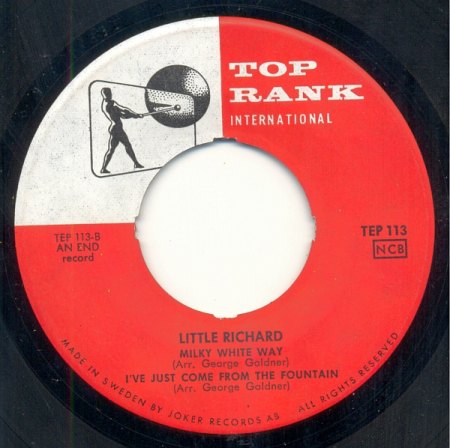 TOP
RANK
INTERNATIONAL
TEP 113-B
AN END
record
TEP 113
NCB
LITTLE RICHARD
MILKY WHITE WAY
(Arr. George Goldner)
I'VE JUST COME FROM THE FOUNTAIN
(Arr. George Goldner)
MADE IN SWEDEN BY JOKER RECORDS AB
ALL RIGHTS RESERVED